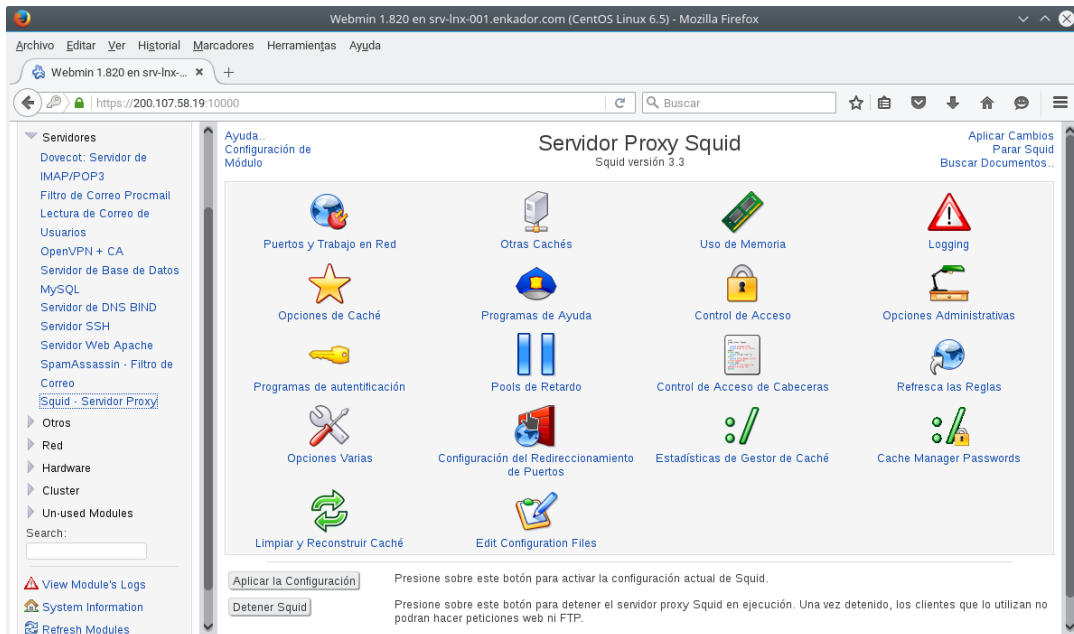 Webmin 1.820 en srv-lnx-001.enkador.com (CentOS Linux 6.5) - Mozilla Firefox
Archivo Editar Ver Historial Marcadores Herramientas Ayuda
Webmin 1.820 en srv-lnx-...
https://200.107.58.19:10000
Buscar
Servidores
Dovecot: Servidor de
IMAP/POP3
Filtro de Correo Procmail
Lectura de Correo de
Usuarios
OpenVPN + CA
Servidor de Base de Datos
MySQL
Servidor de DNS BIND
Servidor SSH
Servidor Web Apache
SpamAssassin - Filtro de
Correo
Squid - Servidor Proxy
Otros
Red
Hardware
Cluster
Un-used Modules
Search:
View Module's Logs
System Information
Refresh Modules
Ayuda..
Configuración de
Módulo
Servidor Proxy Squid
Squid versión 3.3
Aplicar Cambios
Parar Squid
Buscar Documentos..
Puertos y Trabajo en Red
Otras Cachés
Uso de Memoria
Logging
Opciones de Caché
Programas de Ayuda
Control de Acceso
Opciones Administrativas
Programas de autentificación
Pools de Retardo
Control de Acceso de Cabeceras
Refresca las Reglas
Opciones Varias
Configuración del Redireccionamiento
de Puertos
Estadísticas de Gestor de Caché
Cache Manager Passwords
Limpiar y Reconstruir Caché
Edit Configuration Files
Aplicar la Configuración
Presione sobre este botón para activar la configuración actual de Squid.
Detener Squid
Presione sobre este botón para detener el servidor proxy Squid en ejecución. Una vez detenido, los clientes que lo utilizan no
podran hacer peticiones web ni FTP.